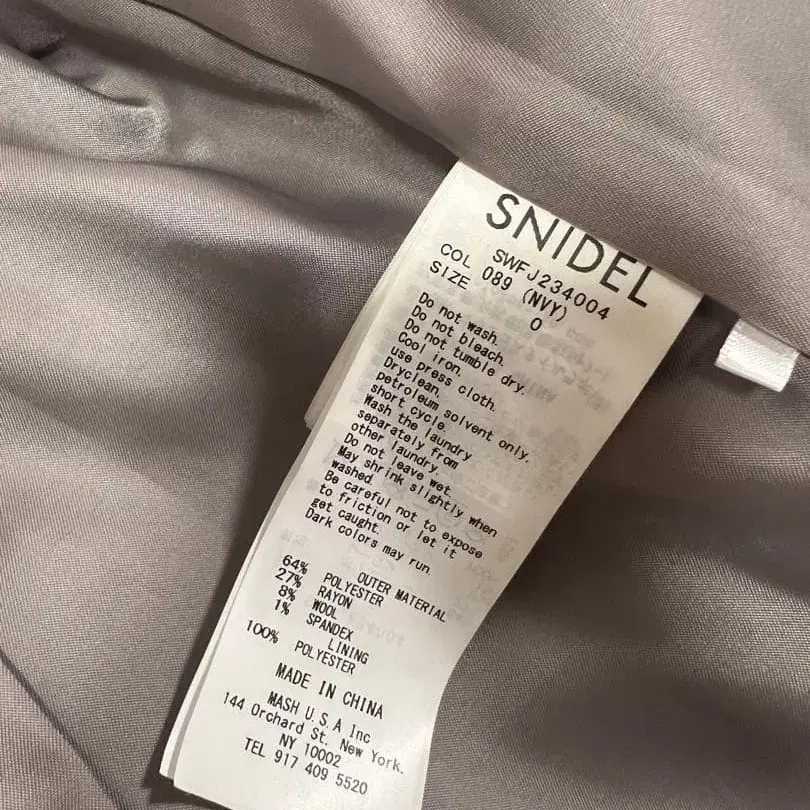 SNIDEL
SWFJ234004
COL 089 (NVY)
SIZE 0
Do not wash.
Do not bleach.
Do not tumble dry.
Cool iron.
use press cloth.
Dryclean.
petroleum solvent only.
short cycle.
Wash the laundry
separately from
other laundry.
Do not leave wet.
May shrink slightly when
washed.
Be careful not to expose
to friction or let it
get caught.
Dark colors may run.
OUTER MATERIAL
64% POLYESTER
27% RAYON
8% WOOL
1% SPANDEX
LINING
100% POLYESTER
MADE IN CHINA
MASH U.S.A Inc
144 Orchard St. New York.
NY 10002
TEL 917 409 5520